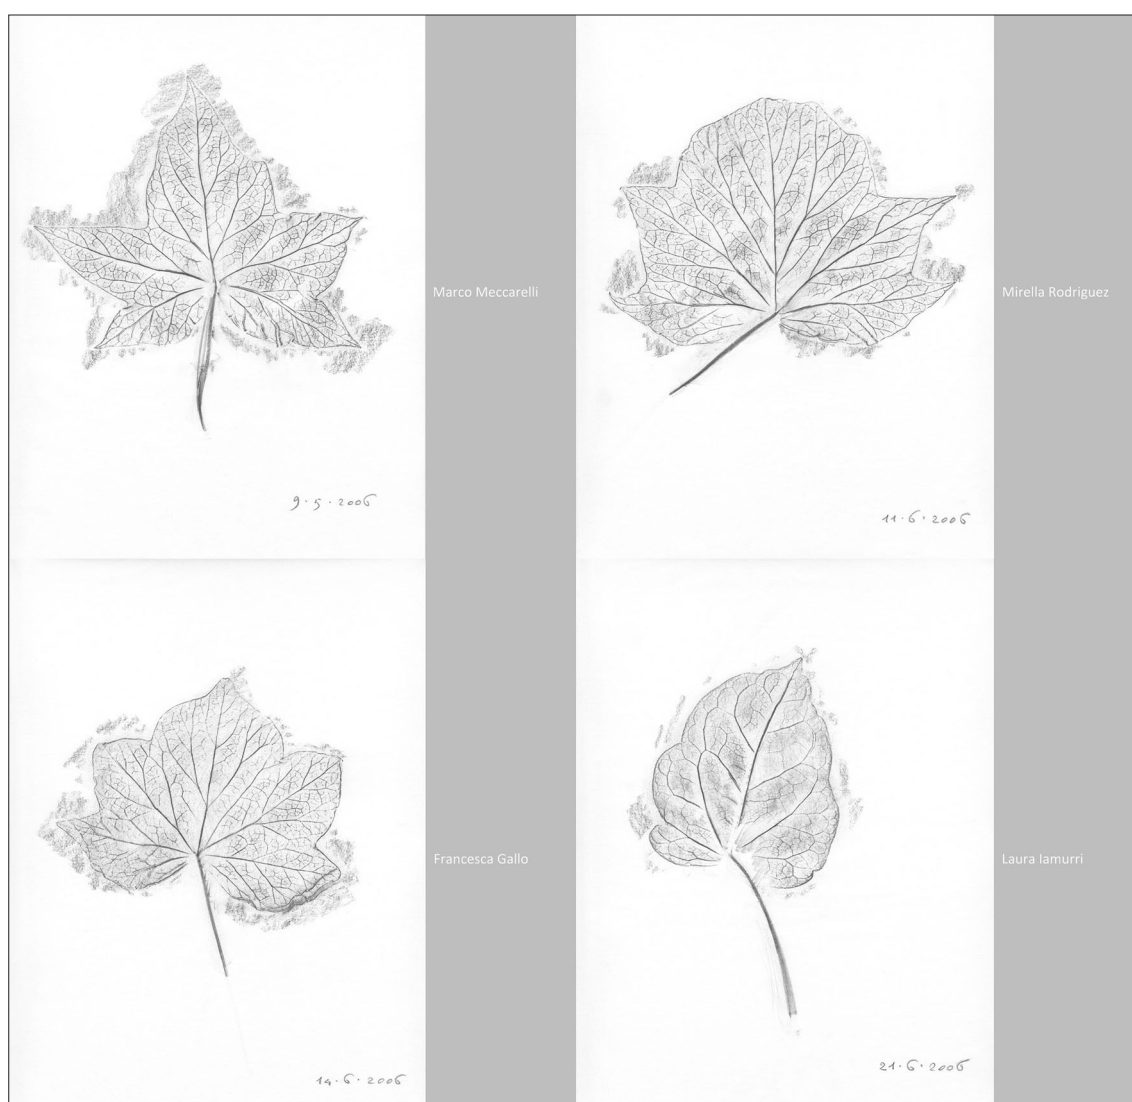 Marco Meccarelli
9.5.2006
Mirella Rodriguez
11.6.2006
Francesca Gallo
14.6.2006
Laura Iamurri
21.6.2006